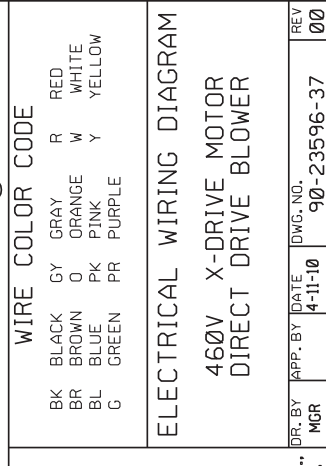 WIRE COLOR CODE
BK BLACK GY GRAY R RED
BR BROWN O ORANGE W WHITE
BL BLUE PK PINK Y YELLOW
G GREEN PR PURPLE
ELECTRICAL WIRING DIAGRAM
460V X-DRIVE MOTOR
DIRECT DRIVE BLOWER
DR. BY APP. BY DATE DWG. NO. REV
MGR 4-11-10 90-23596-37 00